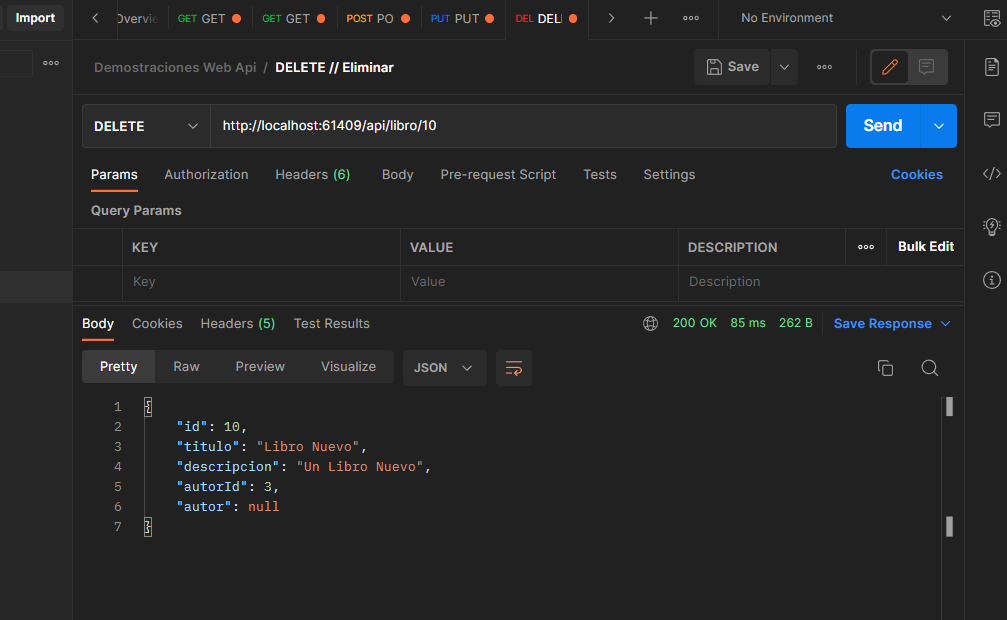 Import
Overvie GET GET GET GET POST PO PUT PUT DEL DEL No Environment
Demostraciones Web Api / DELETE // Eliminar Save
DELETE http://localhost:61409/api/libro/10 Send
Params Authorization Headers (6) Body Pre-request Script Tests Settings Cookies
Query Params
KEY VALUE DESCRIPTION Bulk Edit
Key Value Description
Body Cookies Headers (5) Test Results 200 OK 85 ms 262 B Save Response
Pretty Raw Preview Visualize JSON
1 {
2 "id": 10,
3 "titulo": "Libro Nuevo",
4 "descripcion": "Un Libro Nuevo",
5 "autorId": 3,
6 "autor": null
7 }